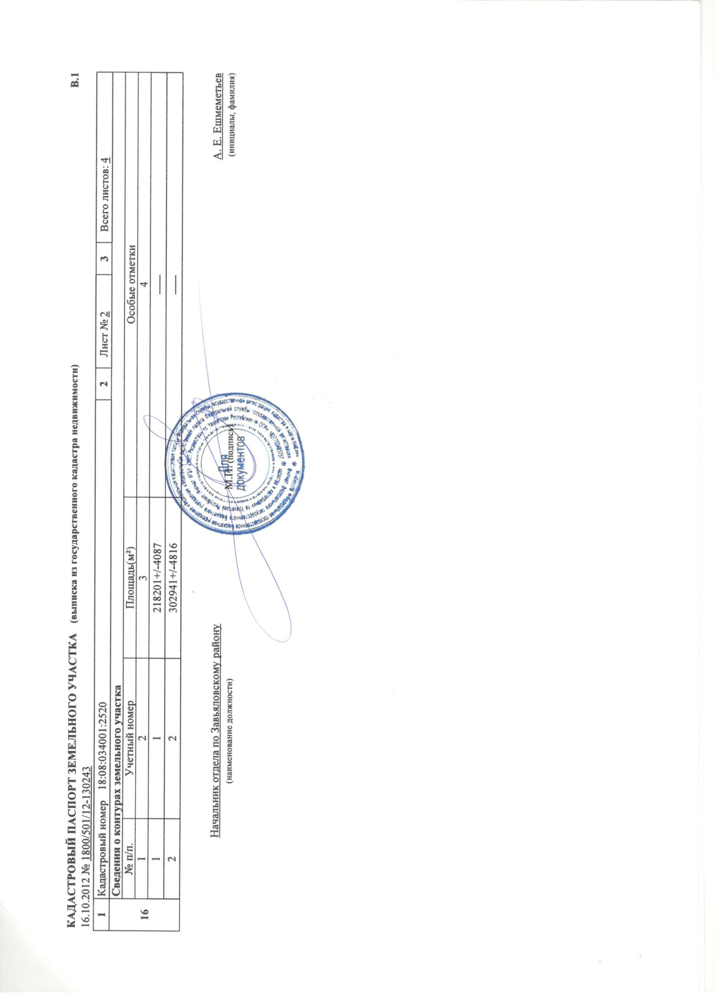 КАДАСТРОВЫЙ ПАСПОРТ ЗЕМЕЛЬНОГО УЧАСТКА (выписка из государственного кадастра недвижимости) В.1
16.10.2012 № 1800/501/12-130243
1 Кадастровый номер 18:08:034001:2520 2 Лист № 2 3 Всего листов: 4
16 Сведения о контурах земельного участка
№ п/п. Учетный номер Площадь(м²) Особые отметки
1 2 3 4
1 1 218201+/-4087 —
2 2 302941+/-4816 —
Начальник отдела по Завьяловскому району А. Е. Ешмеметьев
(наименование должности) М.П. (подпись) (инициалы, фамилия)
Для
документов
ОГРН 1027700485757